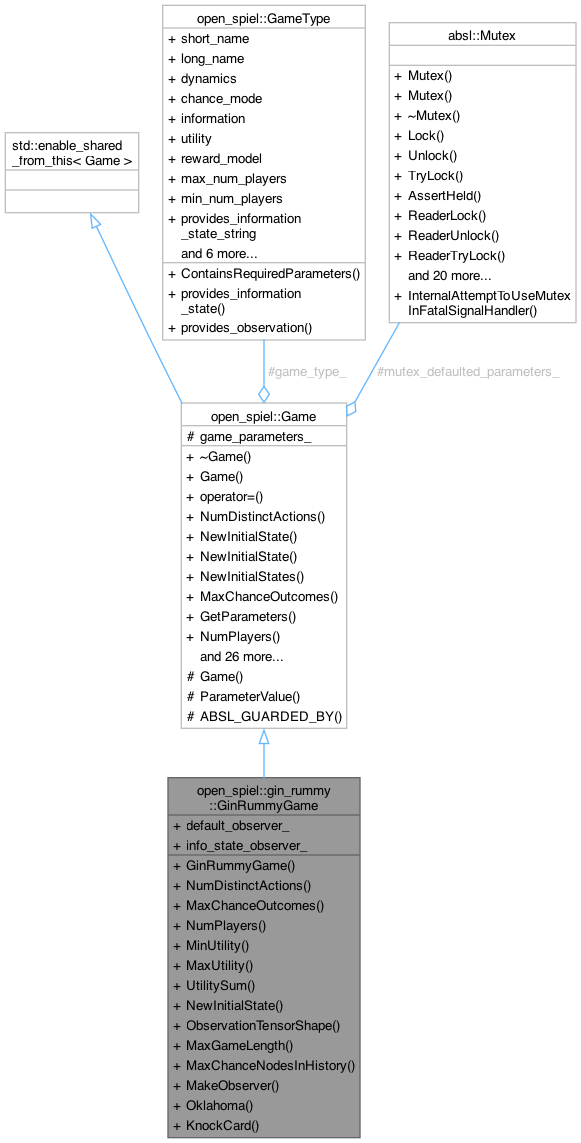 open_spiel::GameType
+ short_name
+ long_name
+ dynamics
+ chance_mode
+ information
+ utility
+ reward_model
+ max_num_players
+ min_num_players
+ provides_information
_state_string
and 6 more...
+ ContainsRequiredParameters()
+ provides_information
_state()
+ provides_observation()
absl::Mutex
+ Mutex()
+ Mutex()
+ ~Mutex()
+ Lock()
+ Unlock()
+ TryLock()
+ AssertHeld()
+ ReaderLock()
+ ReaderUnlock()
+ ReaderTryLock()
and 20 more...
+ InternalAttemptToUseMutex
InFatalSignalHandler()
std::enable_shared
_from_this< Game >
#game_type_
#mutex_defaulted_parameters_
open_spiel::Game
# game_parameters_
+ ~Game()
+ Game()
+ operator=()
+ NumDistinctActions()
+ NewInitialState()
+ NewInitialState()
+ NewInitialStates()
+ MaxChanceOutcomes()
+ GetParameters()
+ NumPlayers()
and 26 more...
# Game()
# ParameterValue()
# ABSL_GUARDED_BY()
open_spiel::gin_rummy
::GinRummyGame
+ default_observer_
+ info_state_observer_
+ GinRummyGame()
+ NumDistinctActions()
+ MaxChanceOutcomes()
+ NumPlayers()
+ MinUtility()
+ MaxUtility()
+ UtilitySum()
+ NewInitialState()
+ ObservationTensorShape()
+ MaxGameLength()
+ MaxChanceNodesInHistory()
+ MakeObserver()
+ Oklahoma()
+ KnockCard()